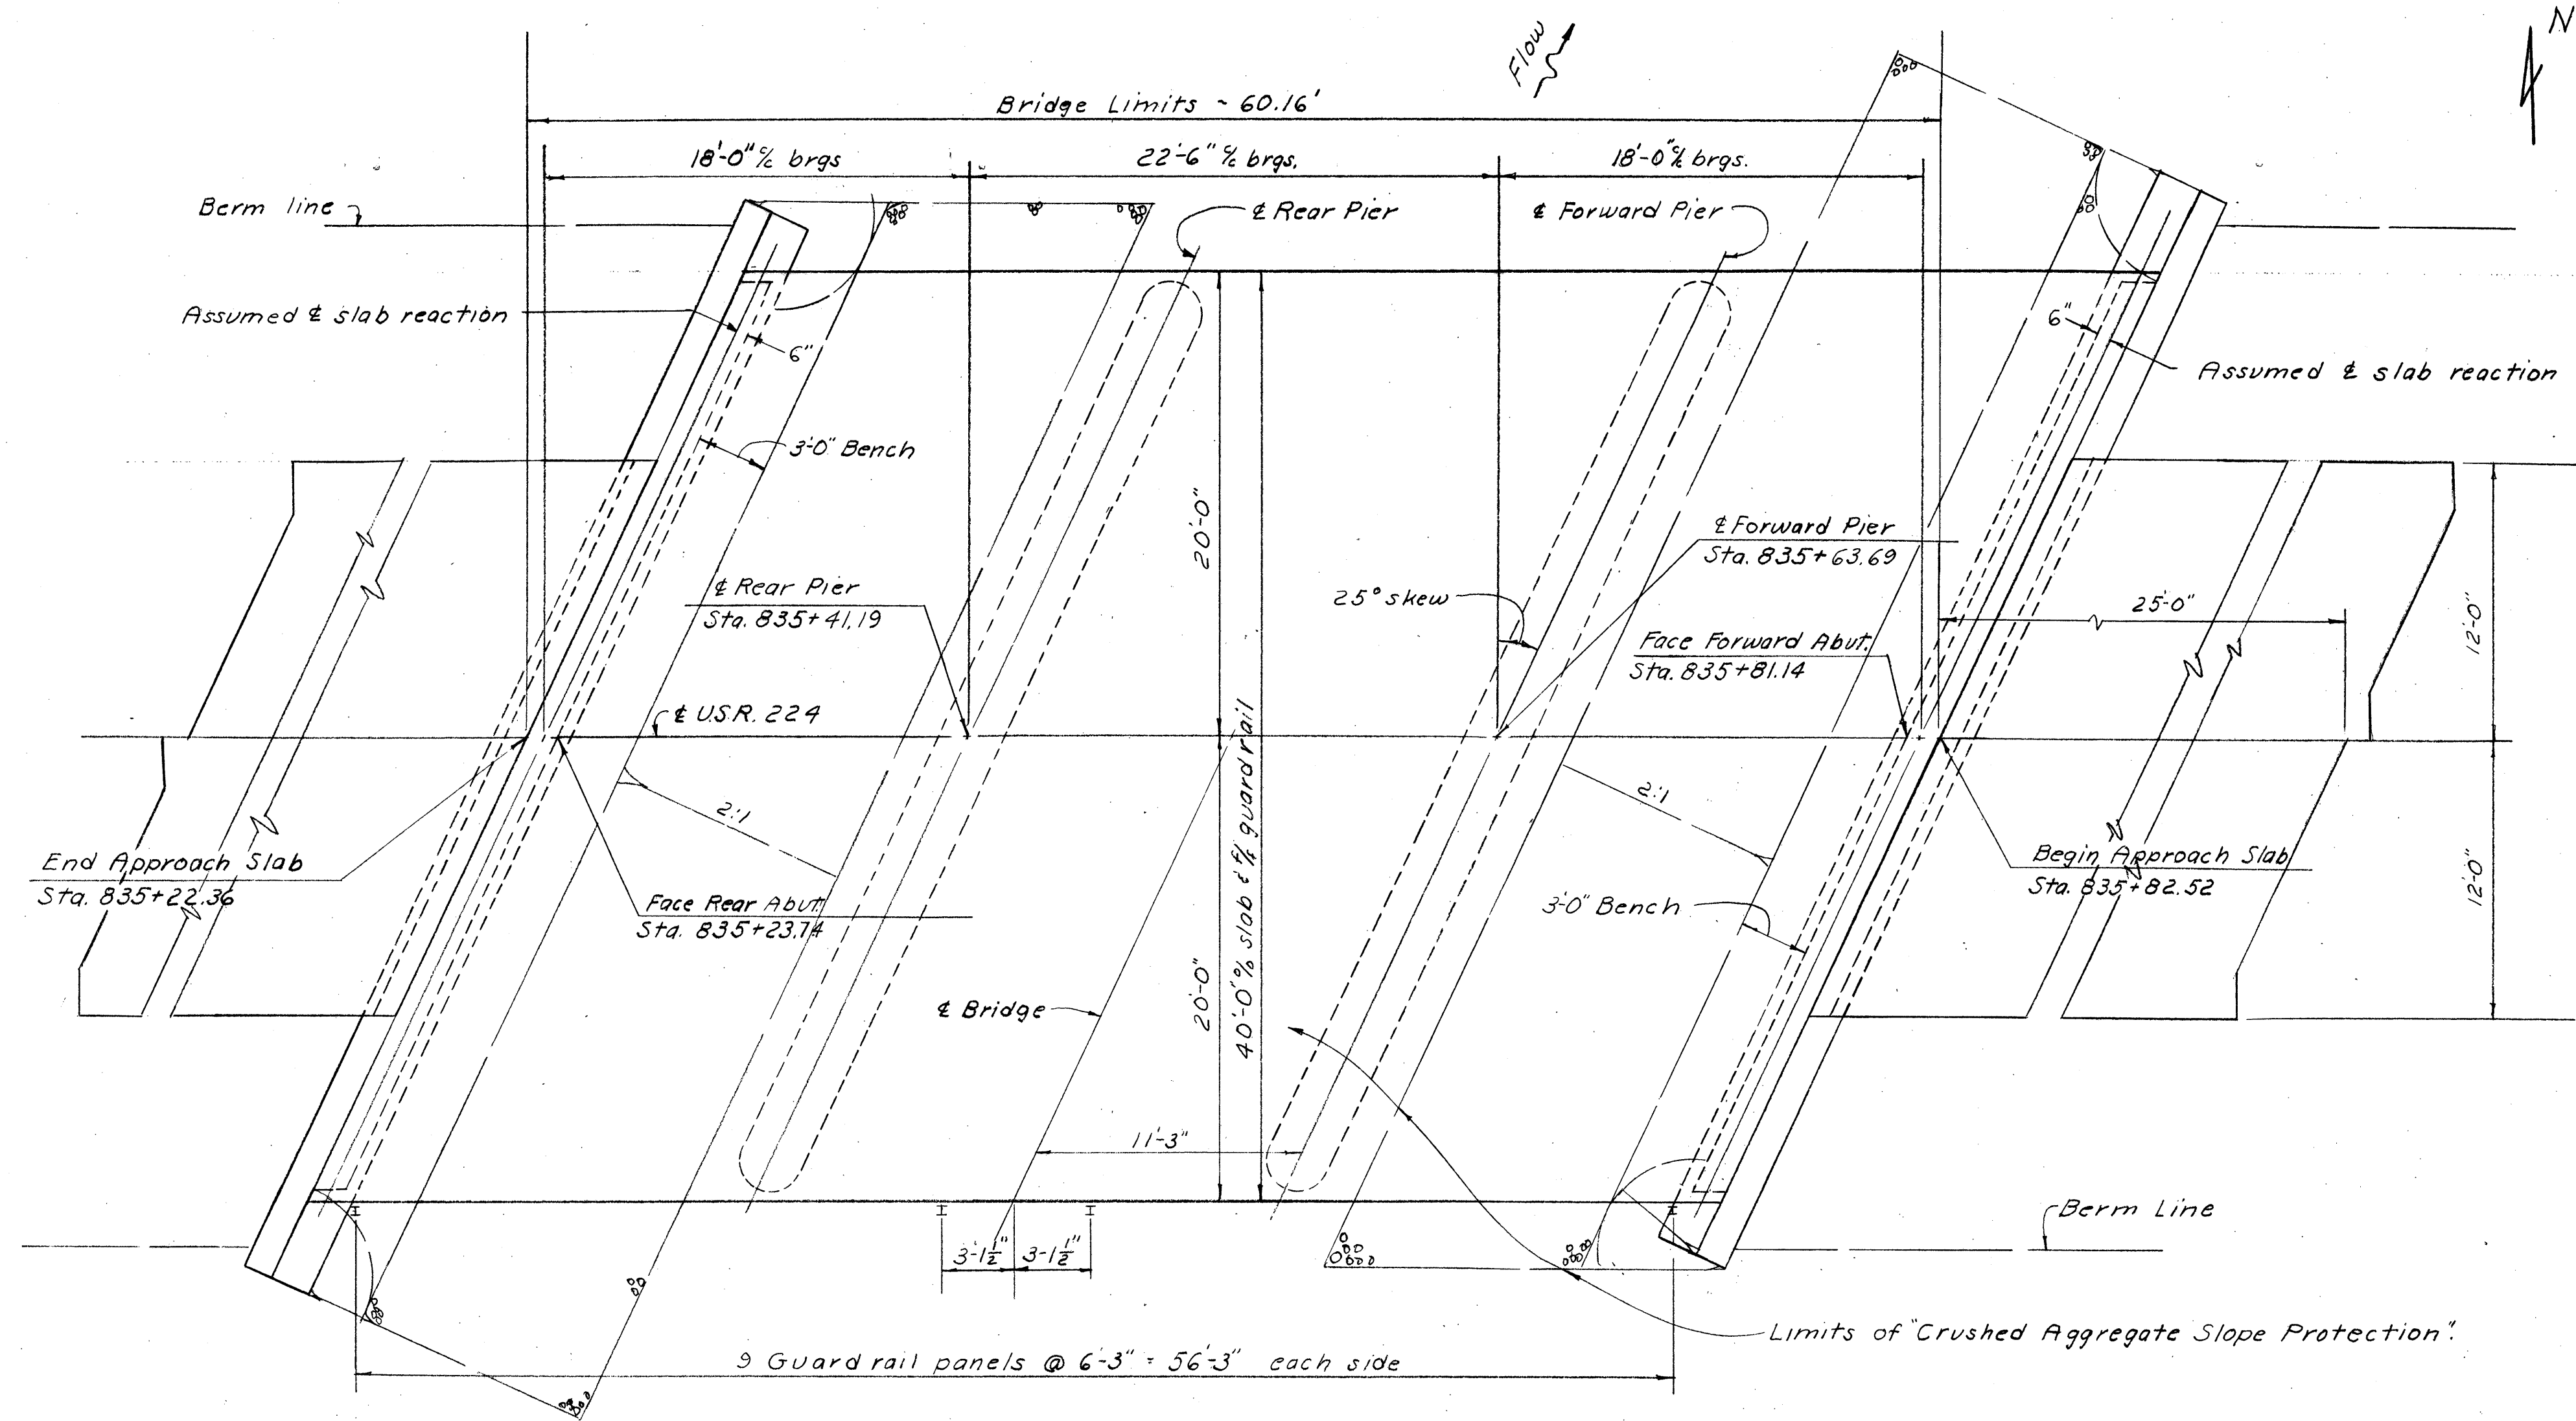 N
Flow
Bridge Limits ~ 60.16'
18'-0" c/c brgs
22'-6" c/c brgs.
18'-0" c/c brgs.
Berm line
℄ Rear Pier
℄ Forward Pier
Assumed ℄ slab reaction
6"
6"
Assumed ℄ slab reaction
3'-0" Bench
20'-0"
℄ Forward Pier
Sta. 835+63.69
℄ Rear Pier
Sta. 835+41.19
25° skew
25'-0"
12'-0"
Face Forward Abut.
Sta. 835+81.14
℄ U.S.R. 224
40'-0" o/o slab & f/f guard rail
2:1
2:1
End Approach Slab
Sta. 835+22.36
Face Rear Abut.
Sta. 835+23.74
Begin Approach Slab
Sta. 835+82.52
3'-0" Bench
12'-0"
20'-0"
℄ Bridge
11'-3"
Berm Line
3'-1½"
3'-1½"
Limits of "Crushed Aggregate Slope Protection".
9 Guard rail panels @ 6'-3" = 56'-3" each side